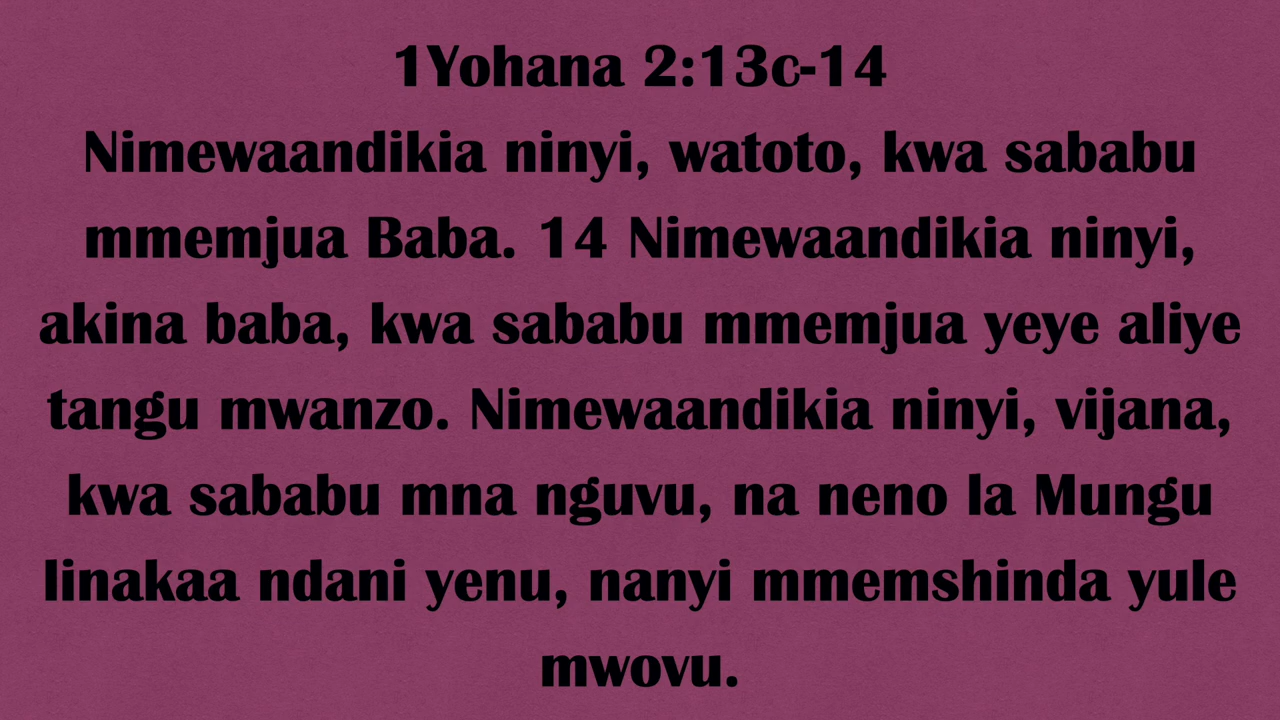 1Yohana 2:13c-14
Nimewaandikia ninyi, watoto, kwa sababu
mmemjua Baba. 14 Nimewaandikia ninyi,
akina baba, kwa sababu mmemjua yeye aliye
tangu mwanzo. Nimewaandikia ninyi, vijana,
kwa sababu mna nguvu, na neno la Mungu
linakaa ndani yenu, nanyi mmemshinda yule
mwovu.